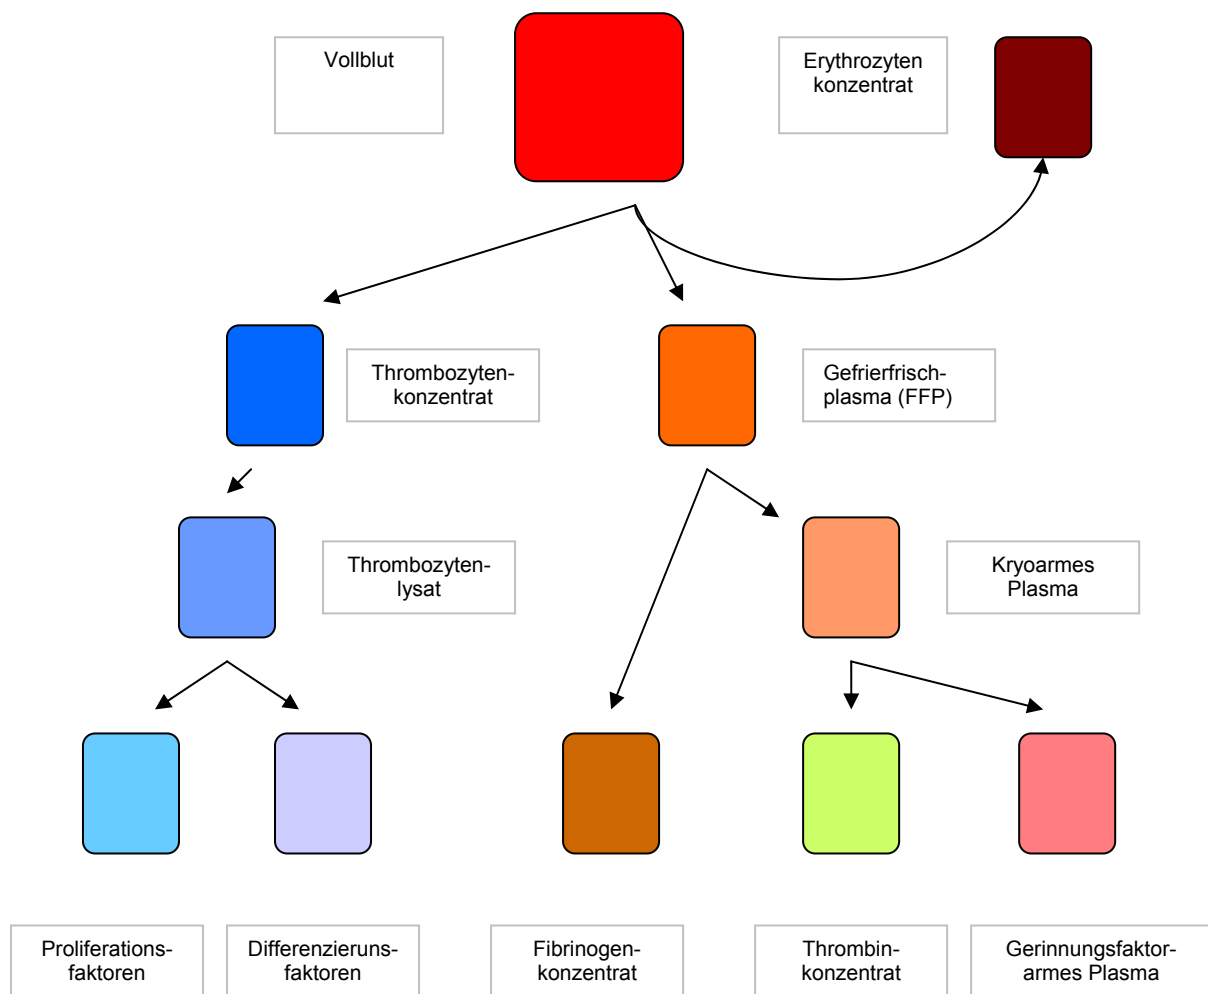 Vollblut
Erythrozyten
konzentrat
Thrombozyten-
konzentrat
Gefrierfrisch-
plasma (FFP)
Thrombozyten-
lysat
Kryoarmes
Plasma
Proliferations-
faktoren
Differenzieruns-
faktoren
Fibrinogen-
konzentrat
Thrombin-
konzentrat
Gerinnungsfaktor-
armes Plasma